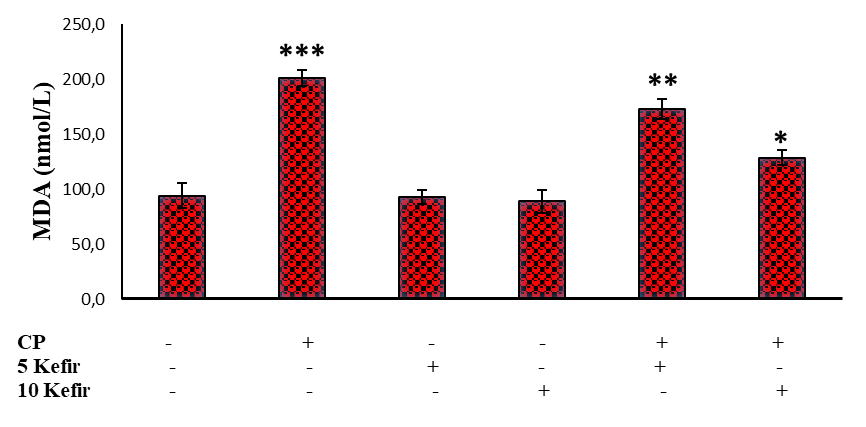 250,0
200,0
150,0
100,0
50,0
0,0
MDA (nmol/L)
***
**
*
CP - + - - + +
5 Kefir - - + - + -
10 Kefir - - - + - +